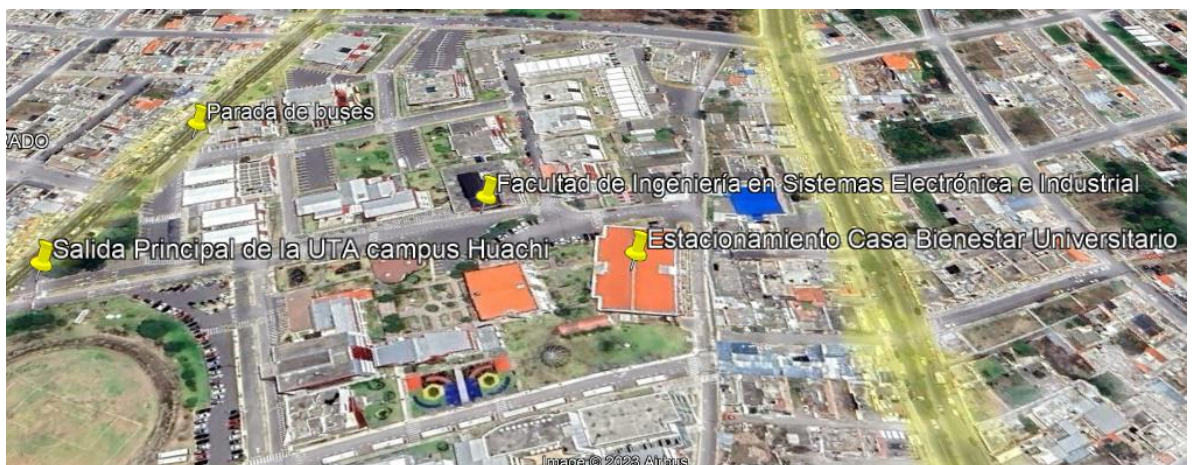 Parada de buses
RADO
Facultad de Ingeniería en Sistemas Electrónica e Industrial
Estacionamiento Casa Bienestar Universitario
Salida Principal de la UTA campus Huachi
Image © 2023 Airbus